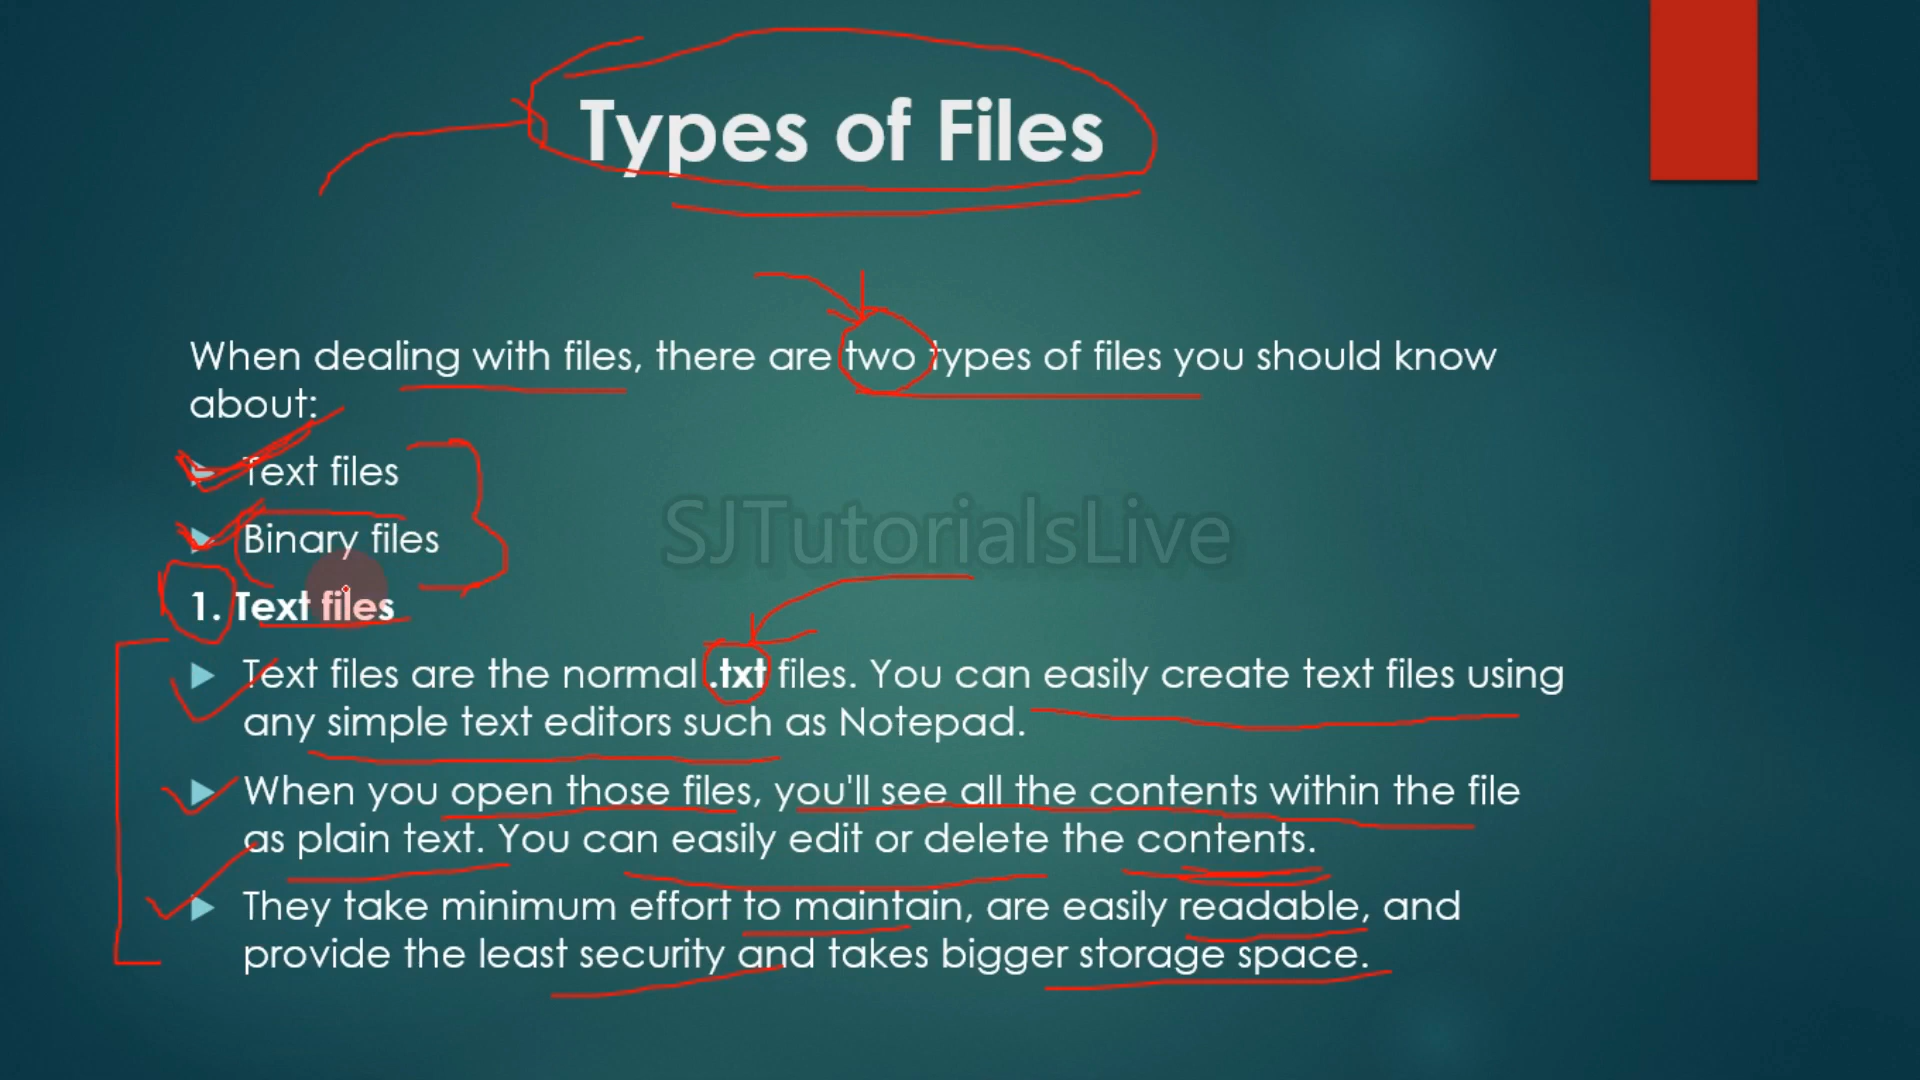 Types of Files
When dealing with files, there are two types of files you should know
about:
Text files
Binary files
SJTutorialsLive
1. Text files
Text files are the normal .txt files. You can easily create text files using
any simple text editors such as Notepad.
When you open those files, you'll see all the contents within the file
as plain text. You can easily edit or delete the contents.
They take minimum effort to maintain, are easily readable, and
provide the least security and takes bigger storage space.